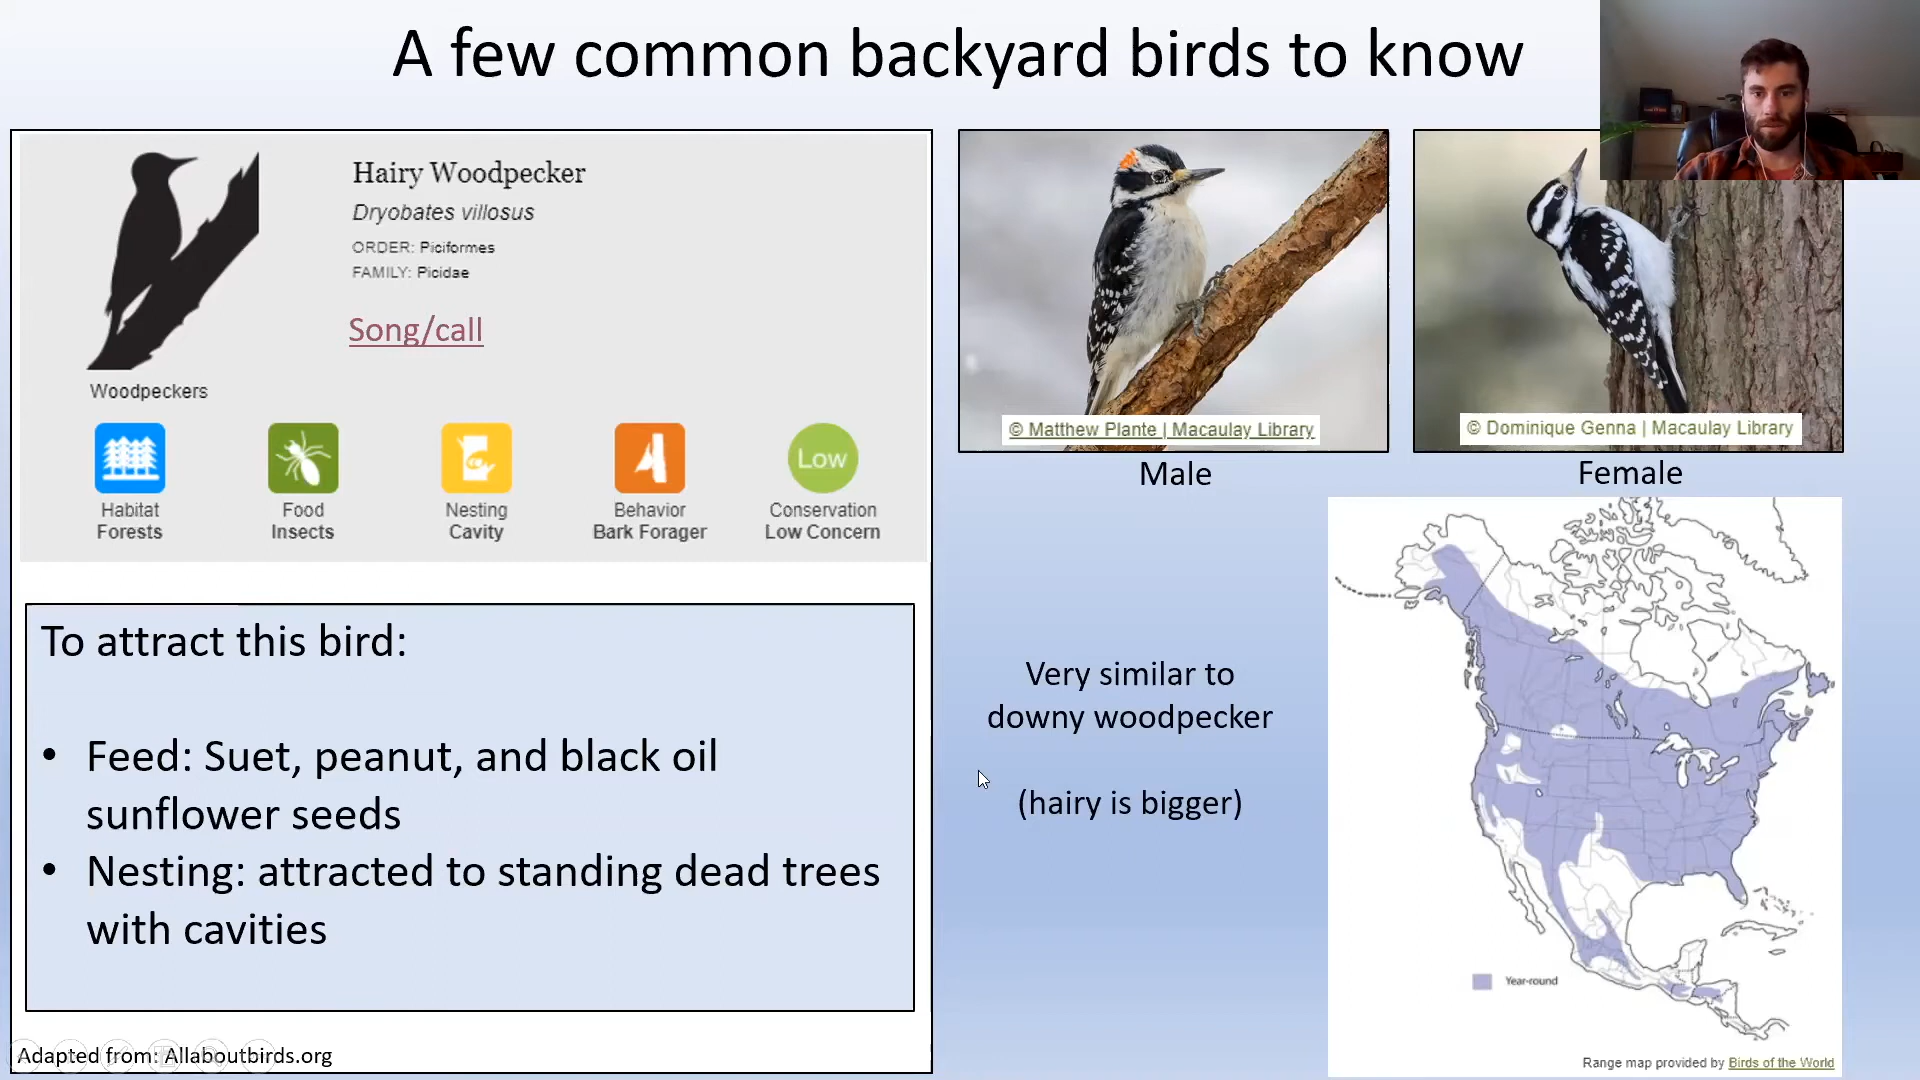 A few common backyard birds to know
Hairy Woodpecker
Dryobates villosus
ORDER: Piciformes
FAMILY: Picidae
Song/call
Woodpeckers
Low
Habitat
Forests
Food
Insects
Nesting
Cavity
Behavior
Bark Forager
Conservation
Low Concern
To attract this bird:
• Feed: Suet, peanut, and black oil
sunflower seeds
• Nesting: attracted to standing dead trees
with cavities
Adapted from: Allaboutbirds.org
© Matthew Plante | Macaulay Library
Male
© Dominique Genna | Macaulay Library
Female
Very similar to
downy woodpecker
(hairy is bigger)
Year-round
Range map provided by Birds of the World